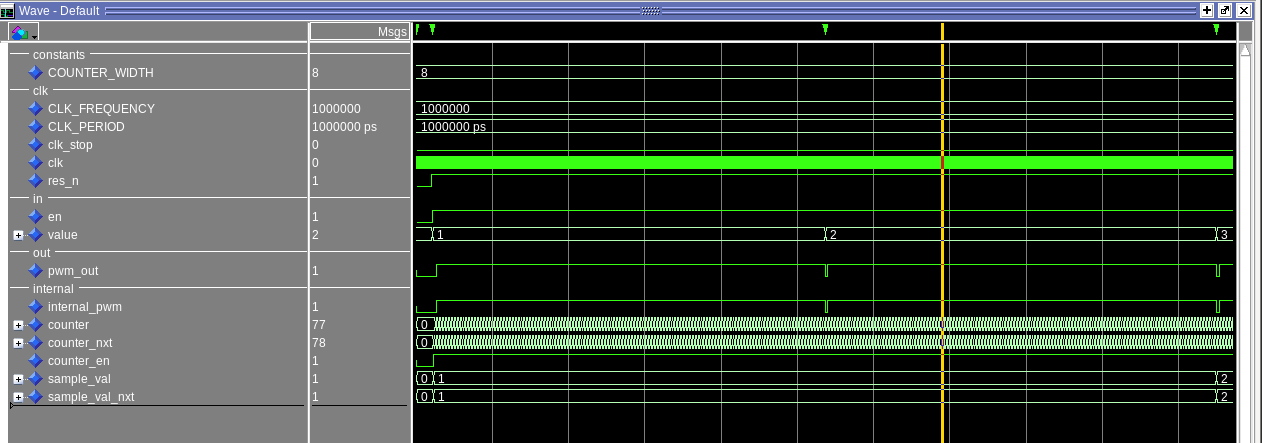 Wave - Default
Msgs
constants
COUNTER_WIDTH 8 8
clk
CLK_FREQUENCY 1000000 1000000
CLK_PERIOD 1000000 ps 1000000 ps
clk_stop 0
clk 0
res_n 1
in
en 1
value 2 1 2 3
out
pwm_out 1
internal
internal_pwm 1
counter 77 0
counter_nxt 78 0
counter_en 1
sample_val 1 0 1 2
sample_val_nxt 1 0 1 2